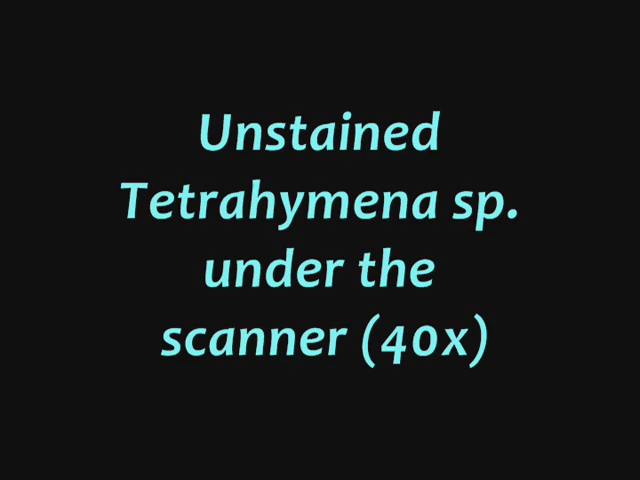 Unstained
Tetrahymena sp.
under the
scanner (40x)